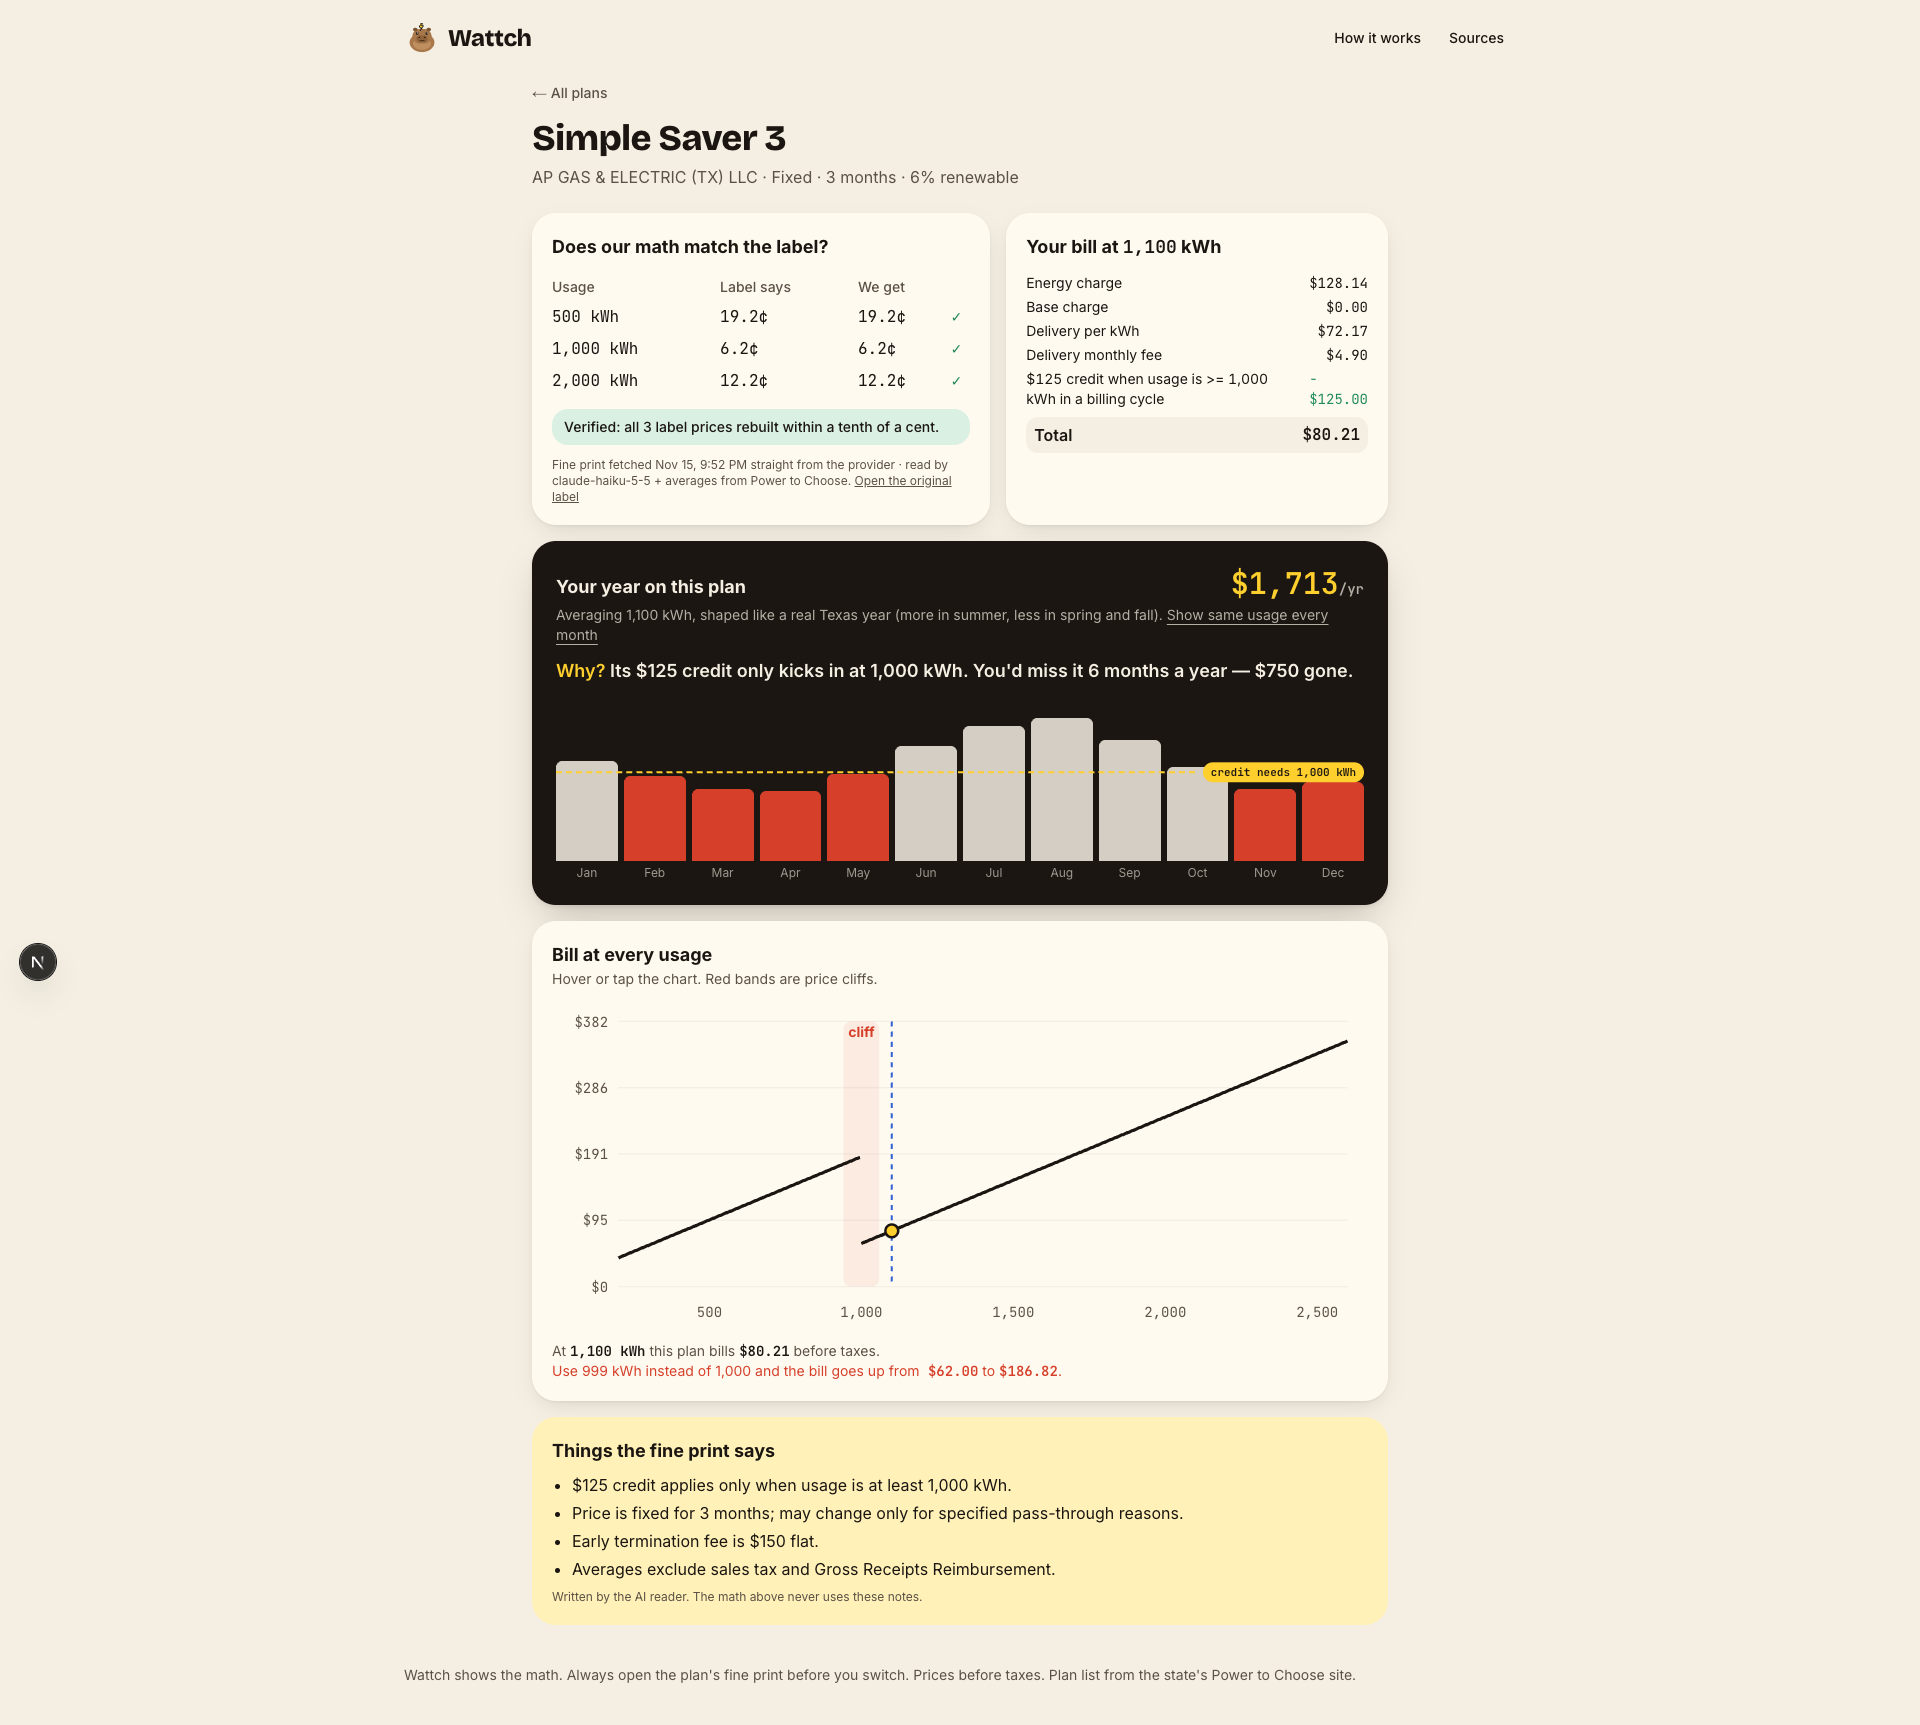 Wattch
How it works
Sources
← All plans
Simple Saver 3
AP GAS & ELECTRIC (TX) LLC · Fixed · 3 months · 6% renewable
Does our math match the label?
Usage Label says We get
500 kWh 19.2¢ 19.2¢ ✓
1,000 kWh 6.2¢ 6.2¢ ✓
2,000 kWh 12.2¢ 12.2¢ ✓
Verified: all 3 label prices rebuilt within a tenth of a cent.
Fine print fetched Nov 15, 9:52 PM straight from the provider · read by
claude-haiku-5-5 + averages from Power to Choose. Open the original
label
Your bill at 1,100 kWh
Energy charge $128.14
Base charge $0.00
Delivery per kWh $72.17
Delivery monthly fee $4.90
$125 credit when usage is >= 1,000 -
kWh in a billing cycle $125.00
Total $80.21
Your year on this plan $1,713/yr
Averaging 1,100 kWh, shaped like a real Texas year (more in summer, less in spring and fall). Show same usage every
month
Why? Its $125 credit only kicks in at 1,000 kWh. You'd miss it 6 months a year — $750 gone.
credit needs 1,000 kWh
Jan Feb Mar Apr May Jun Jul Aug Sep Oct Nov Dec
N
Bill at every usage
Hover or tap the chart. Red bands are price cliffs.
$382
cliff
$286
$191
$95
$0
500 1,000 1,500 2,000 2,500
At 1,100 kWh this plan bills $80.21 before taxes.
Use 999 kWh instead of 1,000 and the bill goes up from $62.00 to $186.82.
Things the fine print says
• $125 credit applies only when usage is at least 1,000 kWh.
• Price is fixed for 3 months; may change only for specified pass-through reasons.
• Early termination fee is $150 flat.
• Averages exclude sales tax and Gross Receipts Reimbursement.
Written by the AI reader. The math above never uses these notes.
Wattch shows the math. Always open the plan's fine print before you switch. Prices before taxes. Plan list from the state's Power to Choose site.